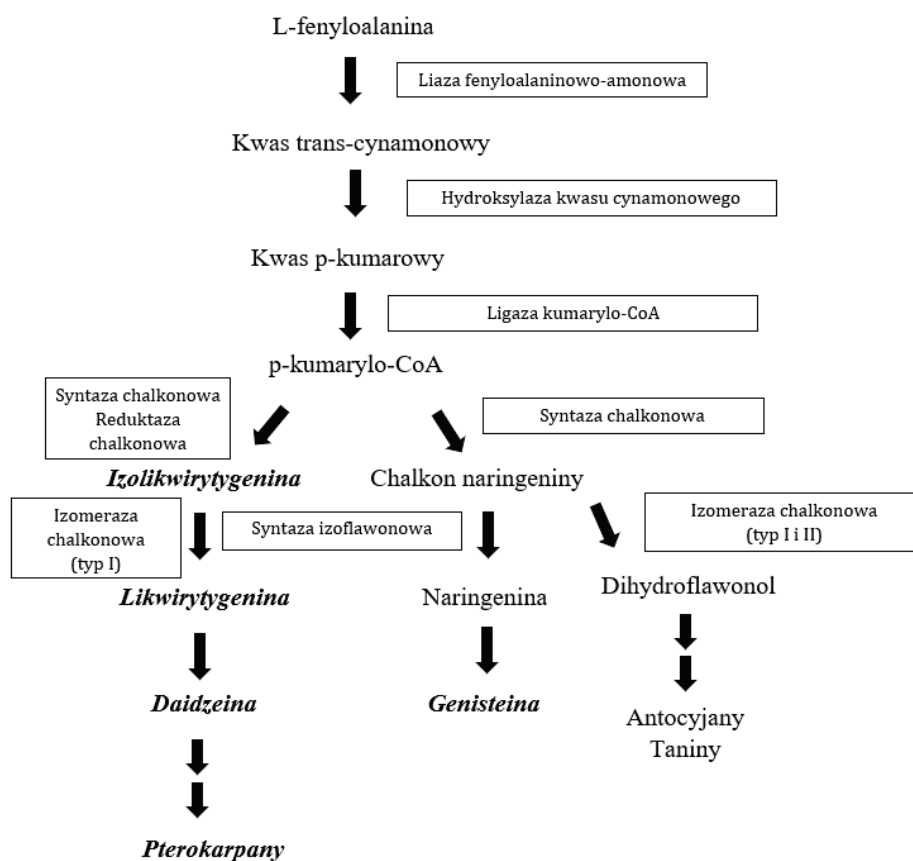 L-fenyloalanina
Liaza fenyloalaninowo-amonowa
Kwas trans-cynamonowy
Hydroksylaza kwasu cynamonowego
Kwas p-kumarowy
Ligaza kumarylo-CoA
p-kumarylo-CoA
Syntaza chalkonowa
Reduktaza
chalkonowa
Syntaza chalkonowa
Izolikwirytygenina
Chalkon naringeniny
Izomeraza
chalkonowa
(typ I)
Syntaza izoflawonowa
Izomeraza chalkonowa
(typ I i II)
Likwirytygenina
Naringenina
Dihydroflawonol
Daidzeina
Genisteina
Antocyjany
Taniny
Pterokarpany